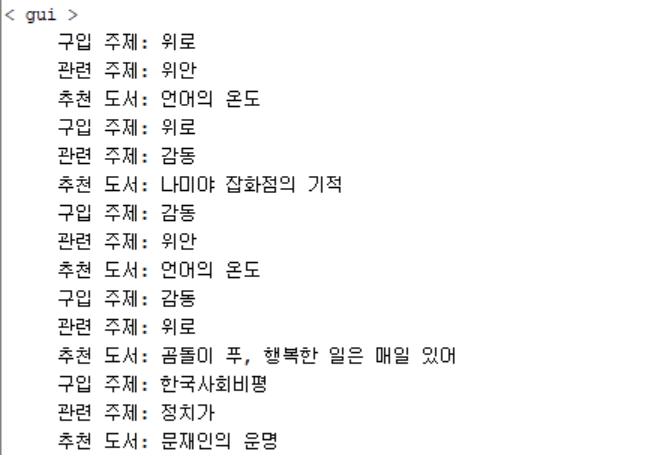 < gui >
구입 주제: 위로
관련 주제: 위안
추천 도서: 언어의 온도
구입 주제: 위로
관련 주제: 감동
추천 도서: 나미야 잡화점의 기적
구입 주제: 감동
관련 주제: 위안
추천 도서: 언어의 온도
구입 주제: 감동
관련 주제: 위로
추천 도서: 곰돌이 푸, 행복한 일은 매일 있어
구입 주제: 한국사회비평
관련 주제: 정치가
추천 도서: 문재인의 운명